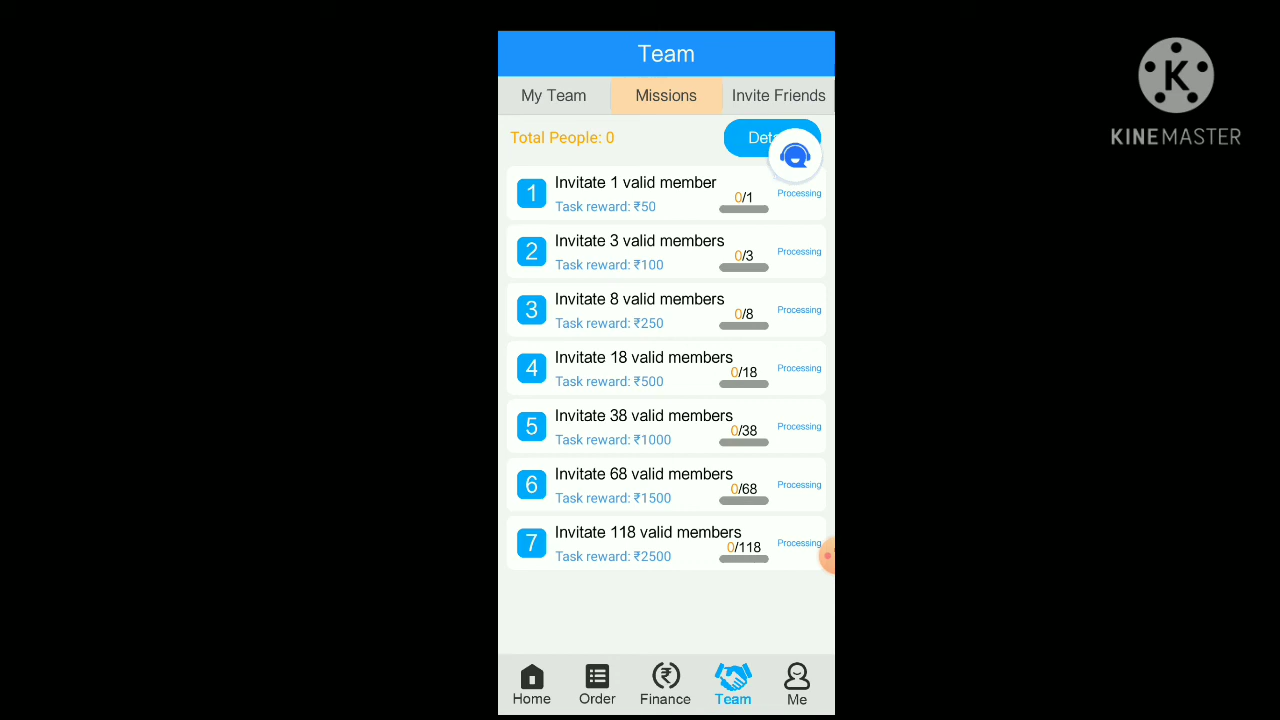 Team
My Team Missions Invite Friends
Total People: 0
1 Invitate 1 valid member
Task reward: ₹50 0/1 Processing
2 Invitate 3 valid members
Task reward: ₹100 0/3 Processing
3 Invitate 8 valid members
Task reward: ₹250 0/8 Processing
4 Invitate 18 valid members
Task reward: ₹500 0/18 Processing
5 Invitate 38 valid members
Task reward: ₹1000 0/38 Processing
6 Invitate 68 valid members
Task reward: ₹1500 0/68 Processing
7 Invitate 118 valid members
Task reward: ₹2500 0/118 Processing
Home Order Finance Team Me
K
KINEMASTER